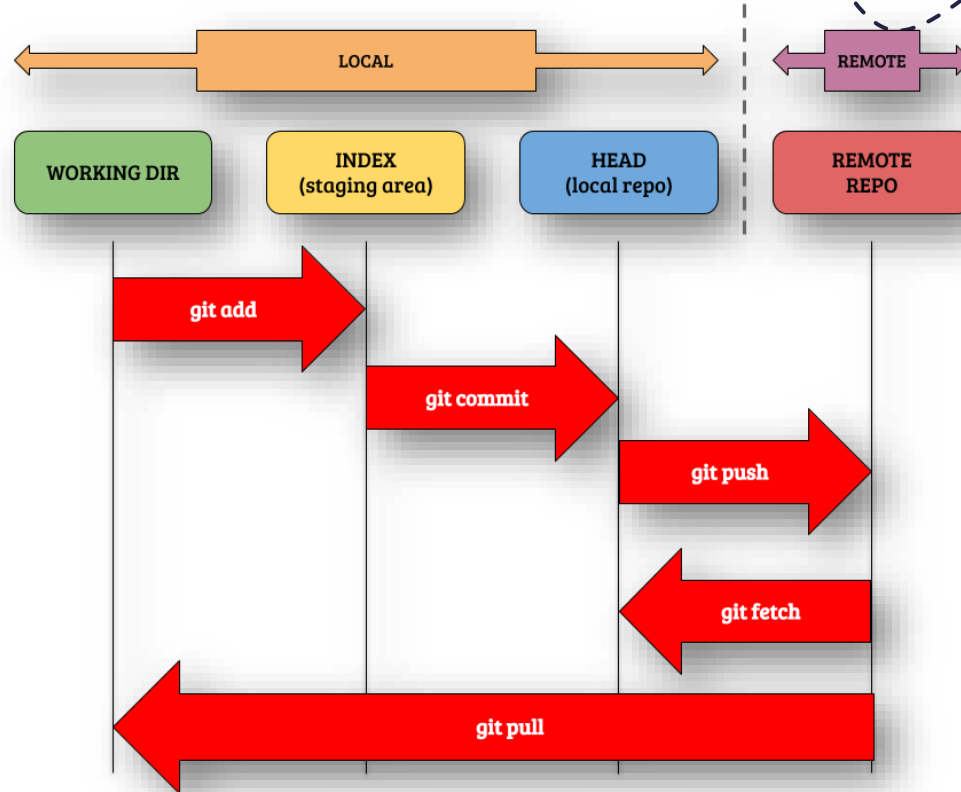 LOCAL
REMOTE
WORKING DIR
INDEX
(staging area)
HEAD
(local repo)
REMOTE
REPO
git add
git commit
git push
git fetch
git pull